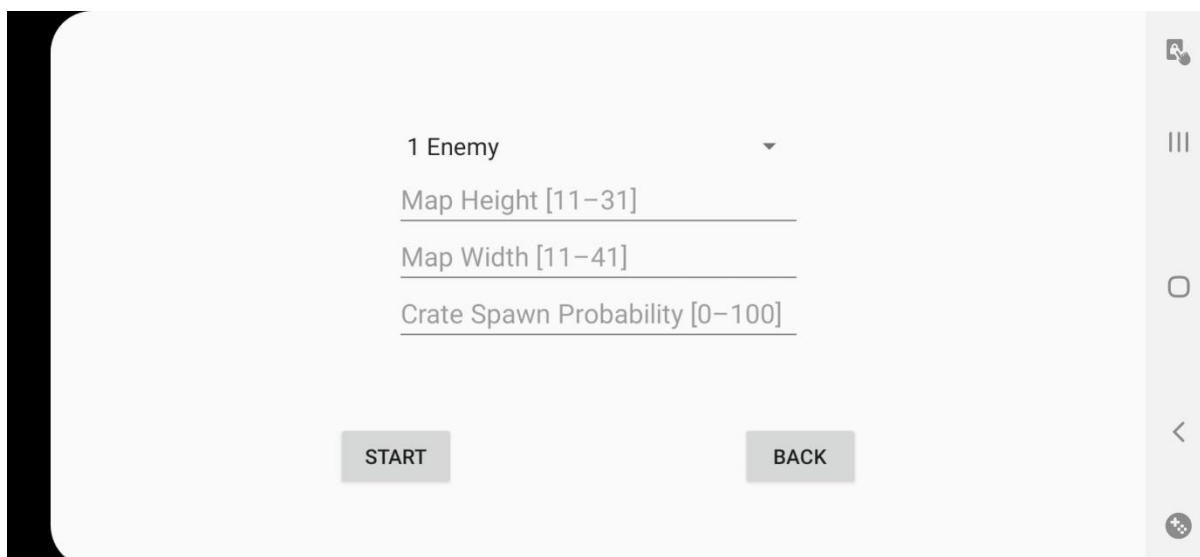 1 Enemy
Map Height [11–31]
Map Width [11–41]
Crate Spawn Probability [0–100]
START
BACK